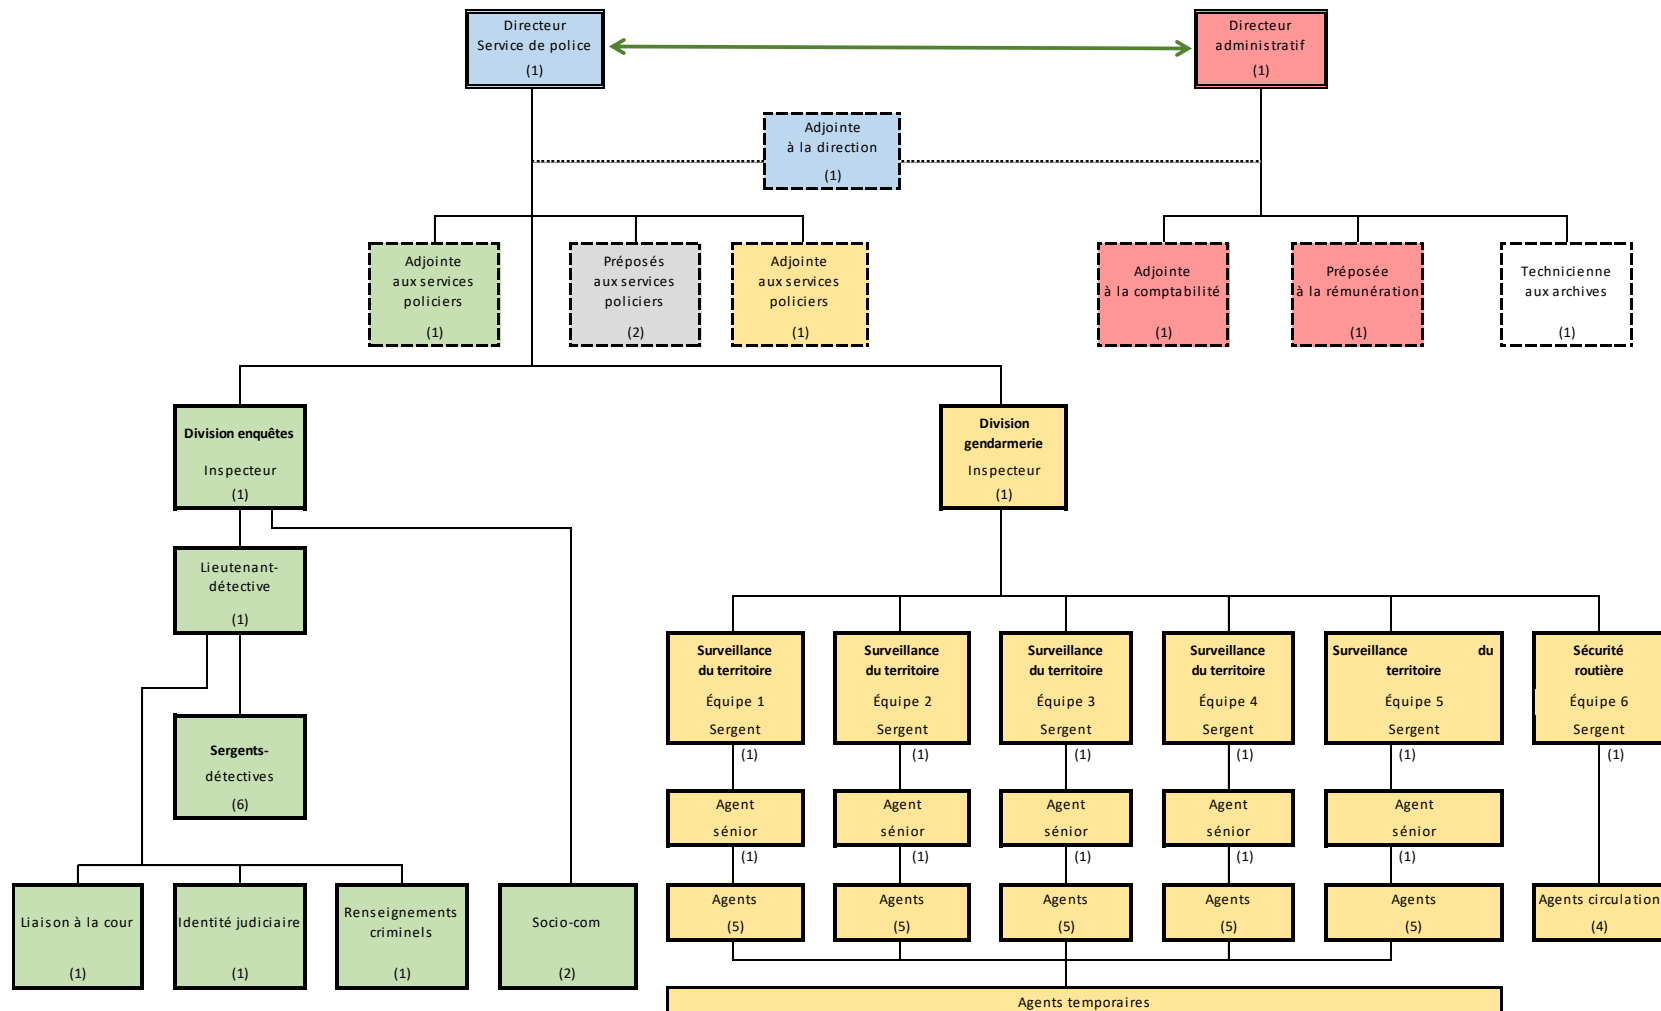 Directeur
Service de police
(1)
Directeur
administratif
(1)
Adjointe
à la direction
(1)
Adjointe
aux services
policiers
(1)
Préposés
aux services
policiers
(2)
Adjointe
aux services
policiers
(1)
Adjointe
à la comptabilité
(1)
Préposée
à la rémunération
(1)
Technicienne
aux archives
(1)
Division enquêtes
Inspecteur
(1)
Division
gendarmerie
Inspecteur
(1)
Lieutenant-
détective
(1)
Sergents-
détectives
(6)
Liaison à la cour
(1)
Identité judiciaire
(1)
Renseignements
criminels
(1)
Socio-com
(2)
Surveillance
du territoire
Équipe 1
Sergent
(1)
Surveillance
du territoire
Équipe 2
Sergent
(1)
Surveillance
du territoire
Équipe 3
Sergent
(1)
Surveillance
du territoire
Équipe 4
Sergent
(1)
Surveillance du
territoire
Équipe 5
Sergent
(1)
Sécurité
routière
Équipe 6
Sergent
(1)
Agent
sénior
(1)
Agent
sénior
(1)
Agent
sénior
(1)
Agent
sénior
(1)
Agent
sénior
(1)
Agents
(5)
Agents
(5)
Agents
(5)
Agents
(5)
Agents
(5)
Agents circulation
(4)
Agents temporaires